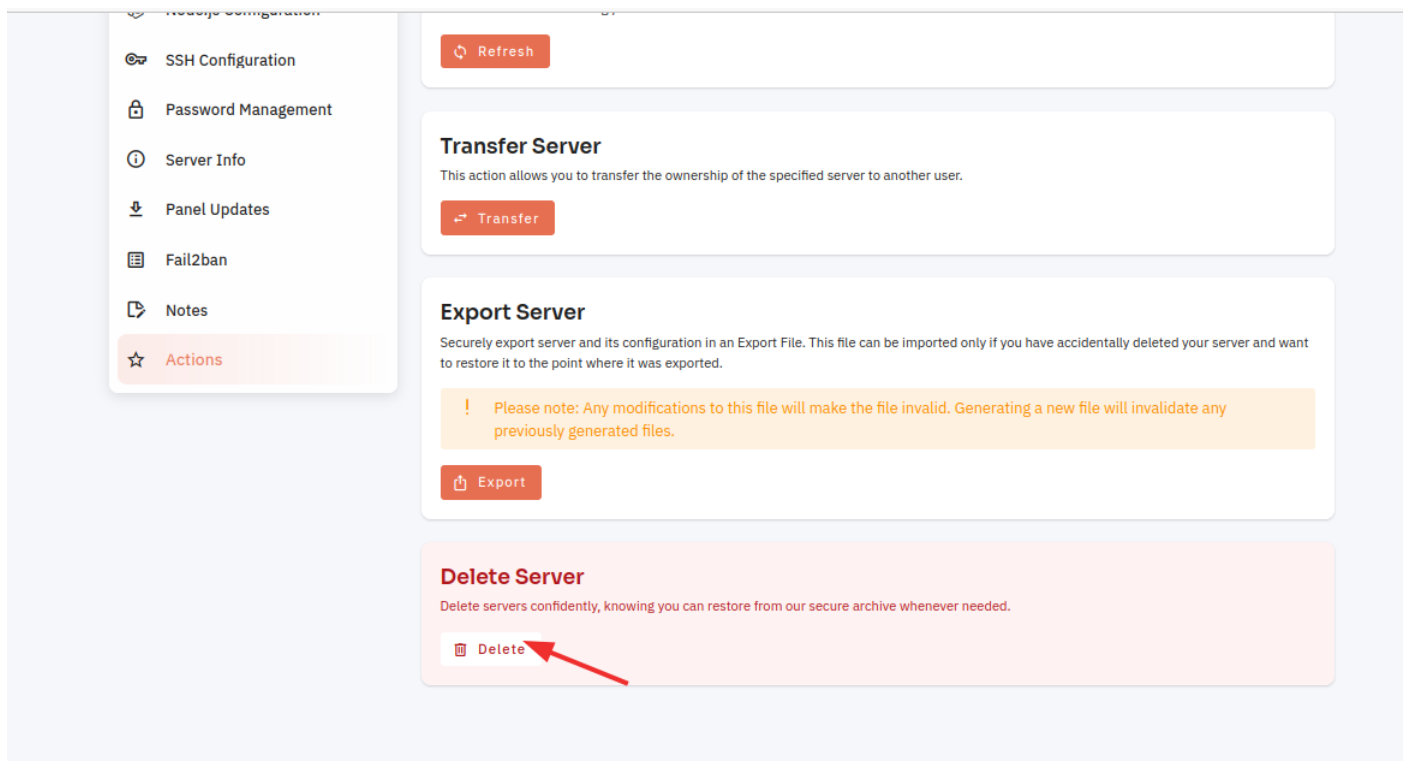 SSH Configuration
Password Management
Server Info
Panel Updates
Fail2ban
Notes
Actions
Refresh
Transfer Server
This action allows you to transfer the ownership of the specified server to another user.
Transfer
Export Server
Securely export server and its configuration in an Export File. This file can be imported only if you have accidentally deleted your server and want
to restore it to the point where it was exported.
! Please note: Any modifications to this file will make the file invalid. Generating a new file will invalidate any
previously generated files.
Export
Delete Server
Delete servers confidently, knowing you can restore from our secure archive whenever needed.
Delete